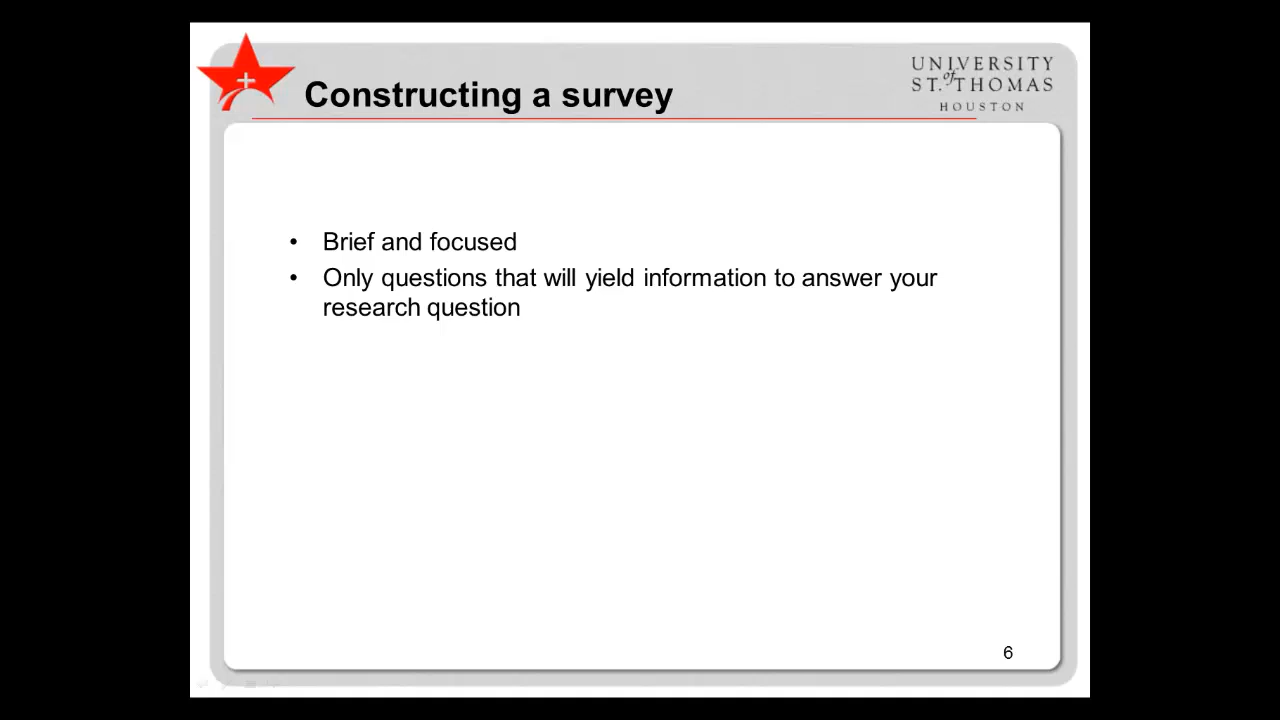 Constructing a survey
UNIVERSITY
of
ST. THOMAS
HOUSTON
• Brief and focused
• Only questions that will yield information to answer your
research question
6